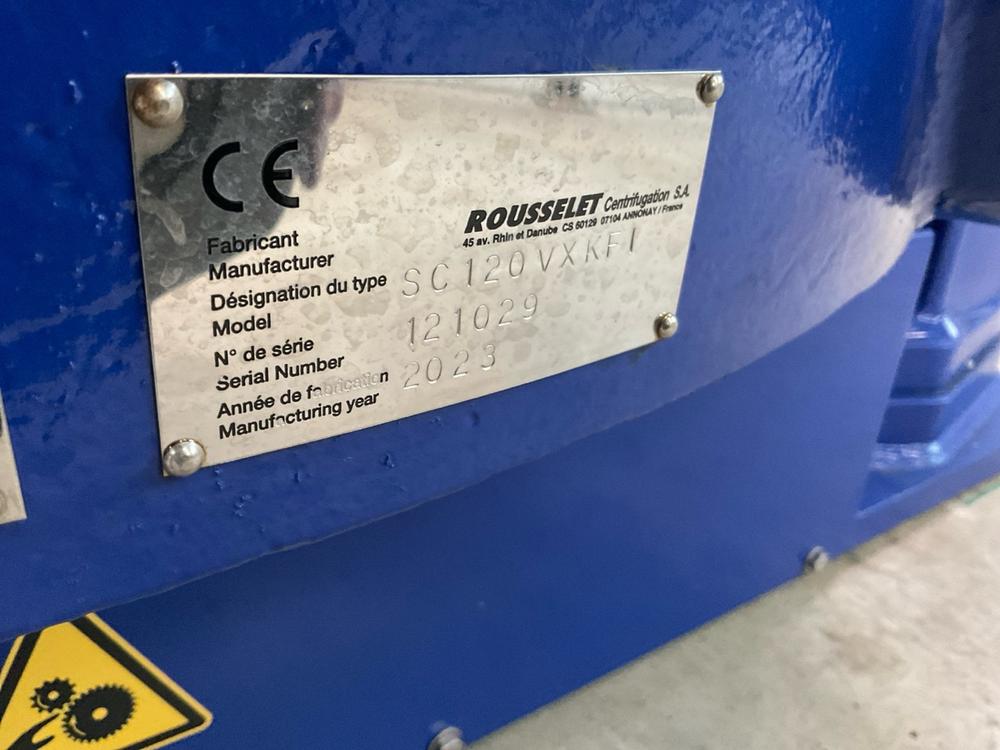 CE
ROUSSELET Centrifugation S.A.
45 av. Rhin et Danube CS 60129 07104 ANNONAY / France
Fabricant
Manufacturer
Désignation du type SC120VXKFI
Model
N° de série 121029
Serial Number
Année de fabrication 2023
Manufacturing year